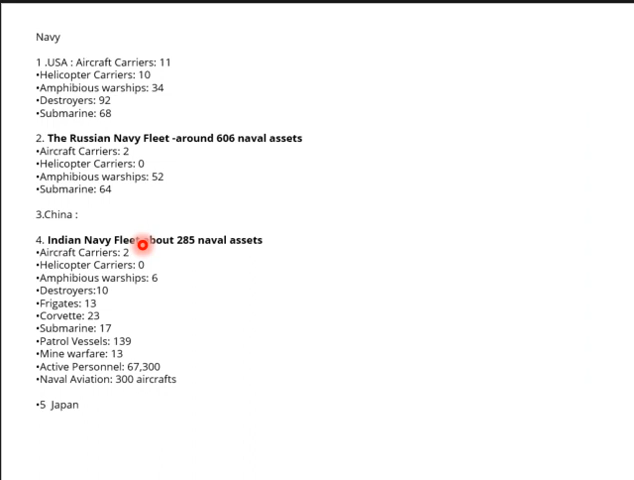 Navy
1 .USA : Aircraft Carriers: 11
•Helicopter Carriers: 10
•Amphibious warships: 34
•Destroyers: 92
•Submarine: 68
2. The Russian Navy Fleet -around 606 naval assets
•Aircraft Carriers: 2
•Helicopter Carriers: 0
•Amphibious warships: 52
•Submarine: 64
3.China :
4. Indian Navy Fleet bout 285 naval assets
•Aircraft Carriers: 2
•Helicopter Carriers: 0
•Amphibious warships: 6
•Destroyers:10
•Frigates: 13
•Corvette: 23
•Submarine: 17
•Patrol Vessels: 139
•Mine warfare: 13
•Active Personnel: 67,300
•Naval Aviation: 300 aircrafts
•5 Japan